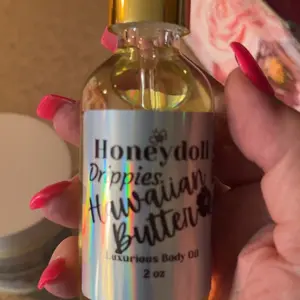 Honeydoll
Drippies
Hawaiian
Butter
Luxurious Body Oil
2 oz